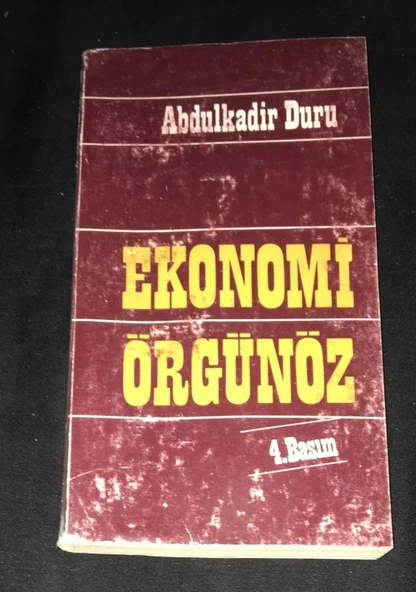 Abdulkadir Duru
EKONOMİ
ÖRGÜNÖZ
4.Basım